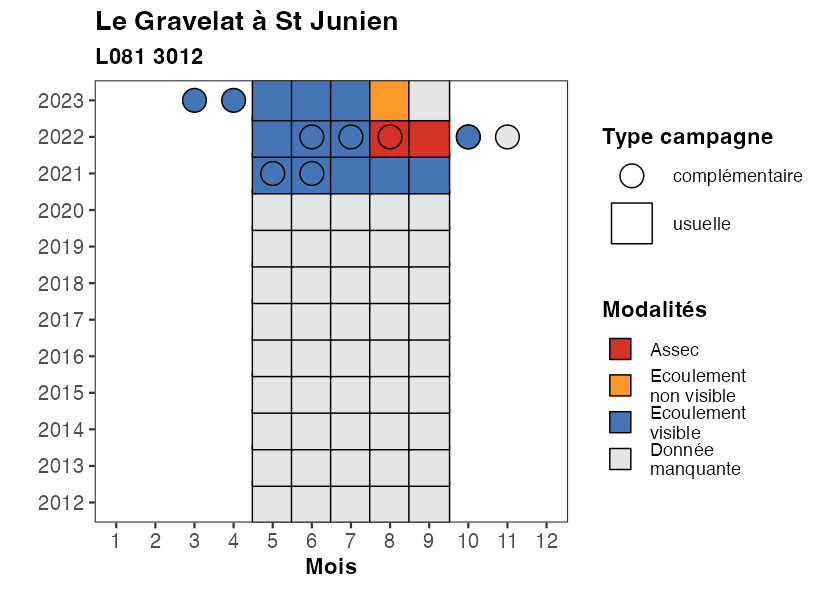 Le Gravelat à St Junien
L081 3012
2023
2022
2021
2020
2019
2018
2017
2016
2015
2014
2013
2012
1 2 3 4 5 6 7 8 9 10 11 12
Mois
Type campagne
complémentaire
usuelle
Modalités
Assec
Ecoulement
non visible
Ecoulement
visible
Donnée
manquante